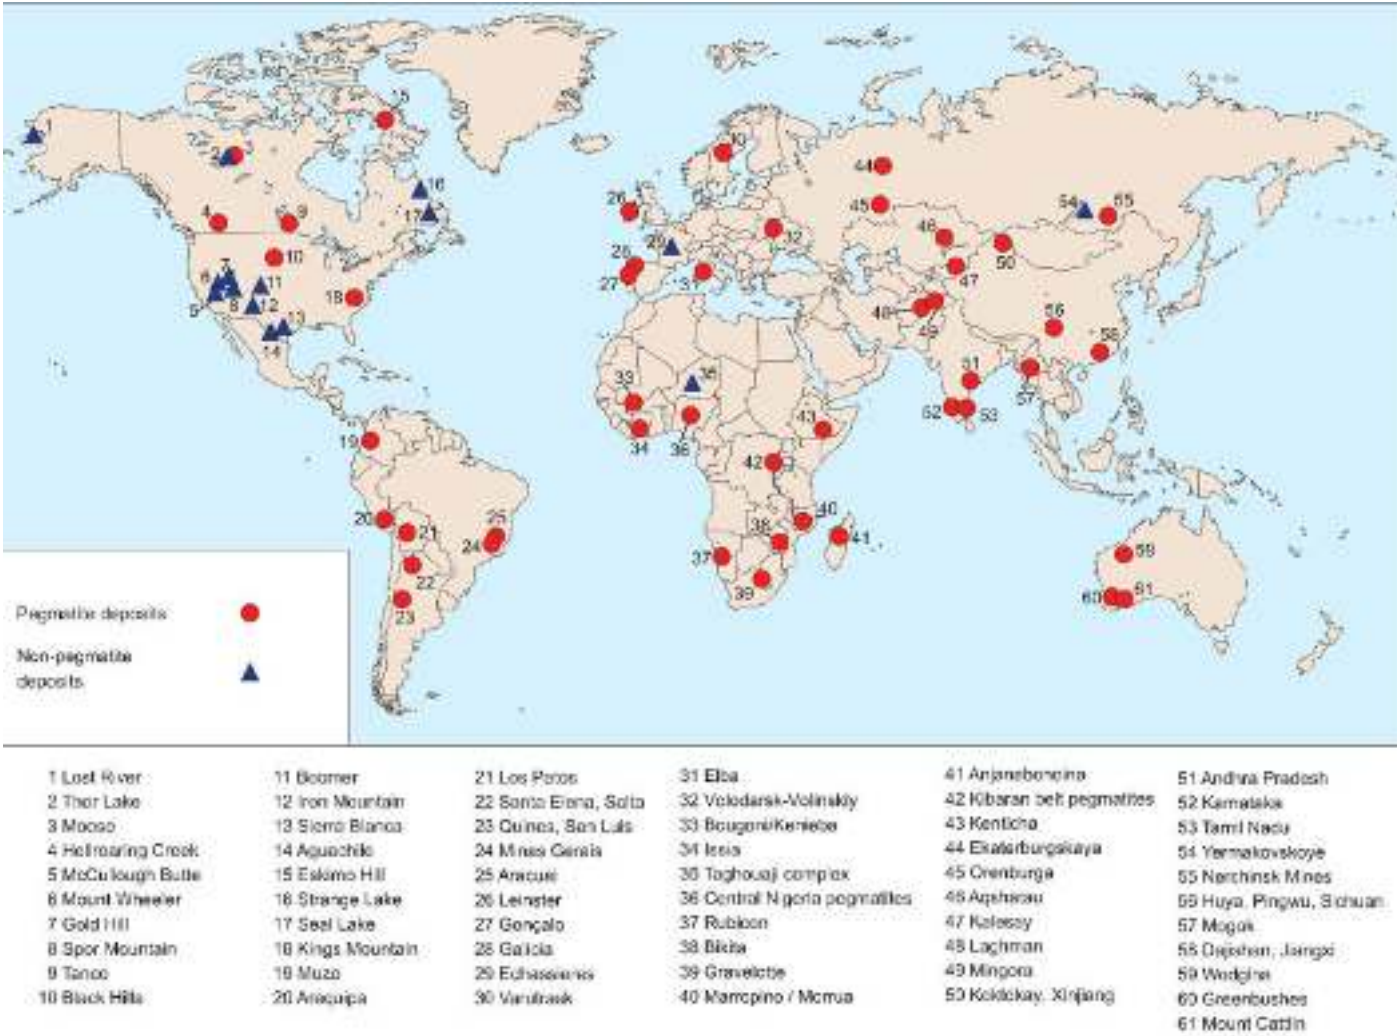 Pegmatite deposits
Non-pegmatite
deposits
1 Lost River
2 Thor Lake
3 Moose
4 Hellroaring Creek
5 McCullough Butte
6 Mount Wheeler
7 Gold Hill
8 Spor Mountain
9 Tanco
10 Black Hills
11 Boomer
12 Iron Mountain
13 Sierra Blanca
14 Aguachile
15 Eskimo Hill
16 Strange Lake
17 Seal Lake
18 Kings Mountain
19 Muzo
20 Arequipa
21 Los Patos
22 Santa Elena, Salta
23 Quines, San Luis
24 Minas Gerais
25 Aracuai
26 Leinster
27 Gonçalo
28 Galicia
29 Echassieres
30 Varutrask
31 Elba
32 Volodarsk-Volinskiy
33 Bougoni/Kenieba
34 Issia
35 Taghouaji complex
36 Central Nigeria pegmatites
37 Rubicon
38 Bikita
39 Gravelotte
40 Marropino / Morrua
41 Anjanabonoina
42 Kibaran belt pegmatites
43 Kenticha
44 Ekaterburgskaya
45 Orenburga
46 Aqshatau
47 Kalesay
48 Laghman
49 Mingora
50 Koktokay, Xinjiang
51 Andhra Pradesh
52 Karnataka
53 Tamil Nadu
54 Yermakovskoye
55 Nerchinsk Mines
56 Huya, Pingwu, Sichuan
57 Mogok
58 Dajishan, Jiangxi
59 Wodgina
60 Greenbushes
61 Mount Cattlin